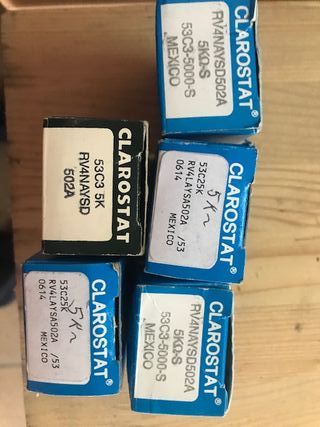 CLAROSTAT®
RV4NAYSD502A
5KΩ-S
53C3-5000-S
MEXICO
CLAROSTAT
53C3 5K
RV4NAYSD
502A
CLAROSTAT®
5K
53C25K
RV4LAYSA502A /53
0614 MEXICO
CLAROSTAT®
5K
53C25K
RV4LAYSA502A /53
0614 MEXICO
CLAROSTAT®
RV4NAYSD502A
5KΩ-S
53C3-5000-S
MEXICO